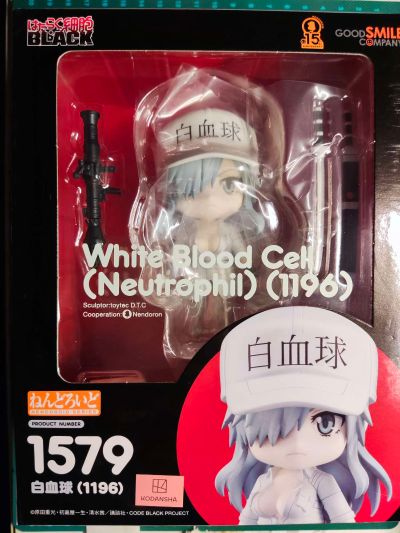 はたらく細胞
BLACK
15
GOOD SMILE
COMPANY
白血球
White Blood Cell
(Neutrophil) (1196)
Sculptor:toytec D.T.C
Cooperation: Nendoron
白血球
ねんどろいど
NENDOROID SERIES
PRODUCT NUMBER
1579
白血球 (1196)
KODANSHA
©原田重光・初嘉屋一生・清水茜／講談社・CODE BLACK PROJECT